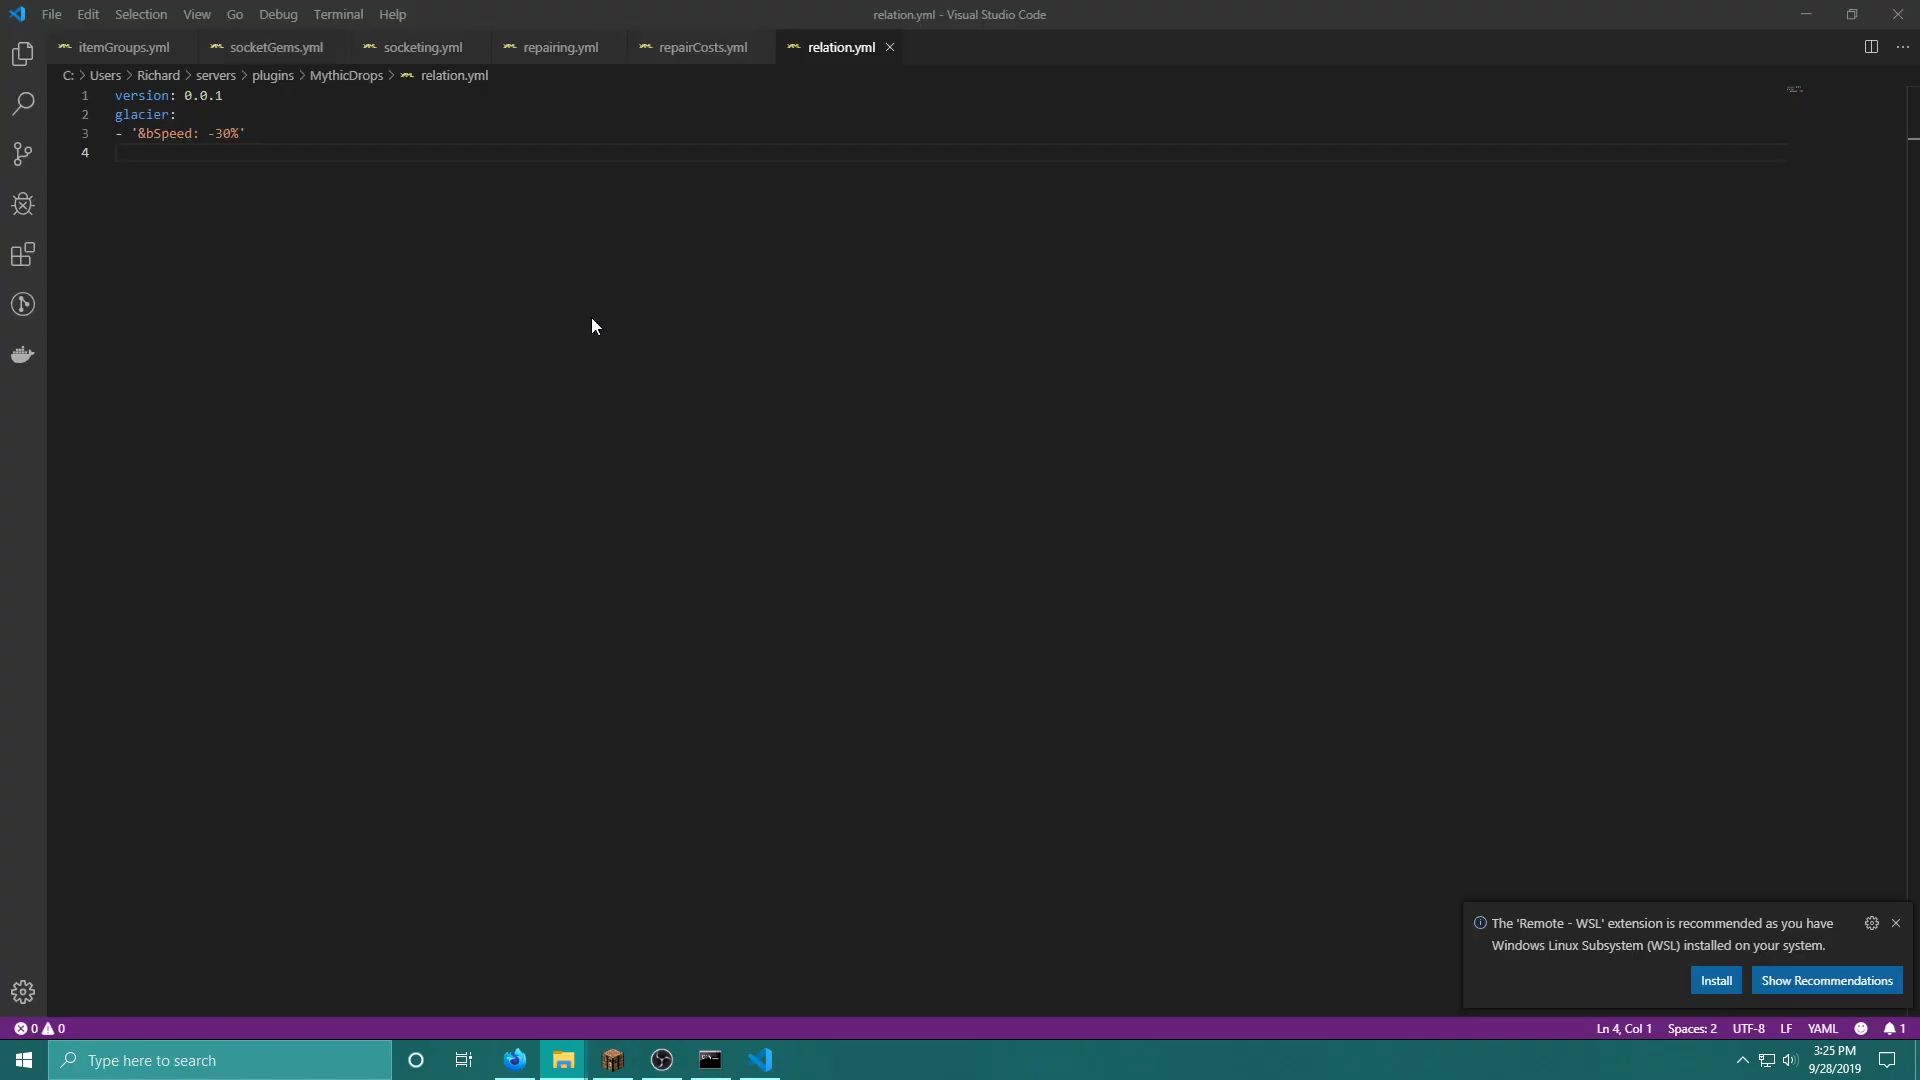 File Edit Selection View Go Debug Terminal Help
relation.yml - Visual Studio Code
itemGroups.yml socketGems.yml socketing.yml repairing.yml repairCosts.yml relation.yml
C: > Users > Richard > servers > plugins > MythicDrops > relation.yml
1 version: 0.0.1
2 glacier:
3 - '&bSpeed: -30%'
4
The 'Remote - WSL' extension is recommended as you have
Windows Linux Subsystem (WSL) installed on your system.
Install Show Recommendations
0 0 Ln 4, Col 1 Spaces: 2 UTF-8 LF YAML 1
Type here to search
3:25 PM
9/28/2019